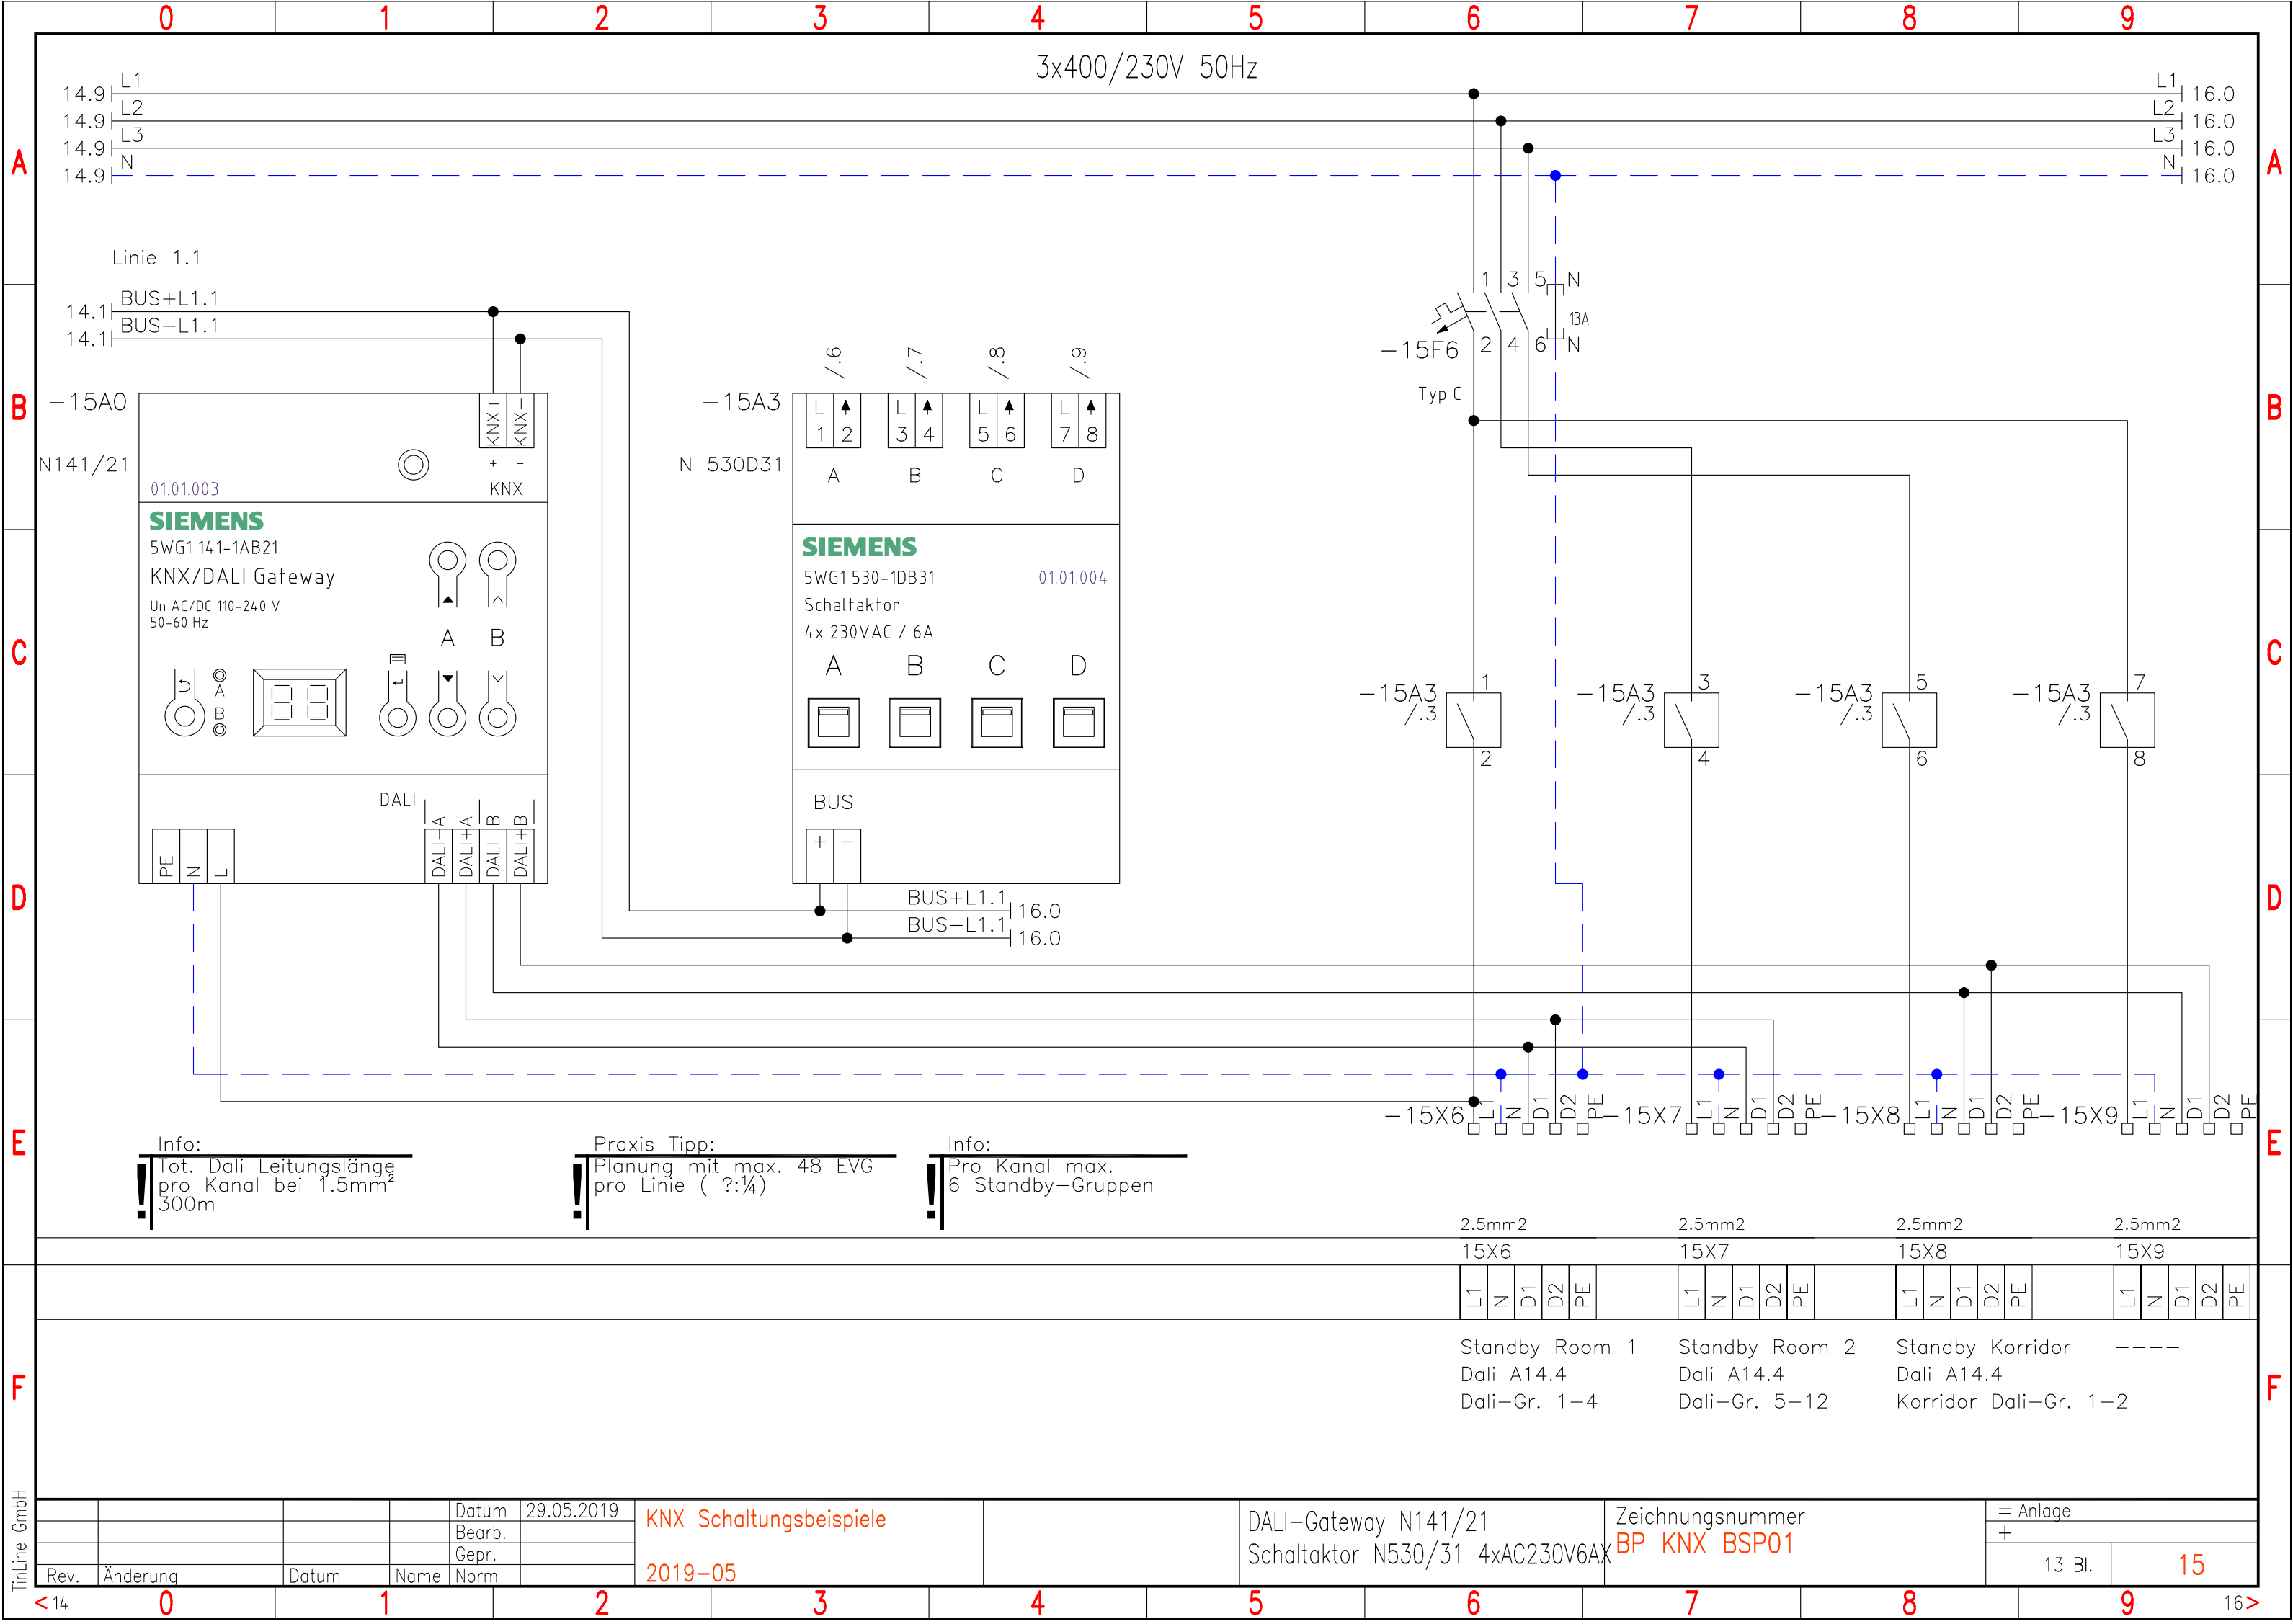 0 1 2 3 4 5 6 7 8 9
3x400/230V 50Hz
14.9 L1 L1 16.0
14.9 L2 L2 16.0
14.9 L3 L3 16.0
14.9 N N 16.0
A A
Linie 1.1
14.1 BUS+L1.1
14.1 BUS-L1.1
1 3 5 N
13A
-15F6 2 4 6 N
Typ C
/.6 /.7 /.8 /.9
B B
-15A0
KNX+ KNX-
+ -
KNX
N141/21
01.01.003
SIEMENS
5WG1 141-1AB21
KNX/DALI Gateway
Un AC/DC 110-240 V
50-60 Hz
A B
A
B
DALI
PE N L
DALI-A DALI+A DALI-B DALI+B
-15A3
L L L L
1 2 3 4 5 6 7 8
N 530D31
A B C D
SIEMENS
5WG1 530-1DB31 01.01.004
Schaltaktor
4x 230VAC / 6A
A B C D
BUS
+ -
BUS+L1.1 16.0
BUS-L1.1 16.0
C C
-15A3 1
/.3
2
-15A3 3
/.3
4
-15A3 5
/.3
6
-15A3 7
/.3
8
D D
-15X6 L1 N D1 D2 PE
-15X7 L1 N D1 D2 PE
-15X8 L1 N D1 D2 PE
-15X9 L1 N D1 D2 PE
E E
Info:
! Tot. Dali Leitungslänge
pro Kanal bei 1.5mm²
300m
Praxis Tipp:
! Planung mit max. 48 EVG
pro Linie ( ?:¼)
Info:
! Pro Kanal max.
6 Standby-Gruppen
2.5mm2 2.5mm2 2.5mm2 2.5mm2
15X6 15X7 15X8 15X9
L1 N D1 D2 PE L1 N D1 D2 PE L1 N D1 D2 PE L1 N D1 D2 PE
Standby Room 1
Dali A14.4
Dali-Gr. 1-4
Standby Room 2
Dali A14.4
Dali-Gr. 5-12
Standby Korridor
Dali A14.4
Korridor Dali-Gr. 1-2
----
F F
TinLine GmbH
Datum 29.05.2019
Bearb.
Gepr.
Rev. Änderung Datum Name Norm
KNX Schaltungsbeispiele
2019-05
DALI-Gateway N141/21
Schaltaktor N530/31 4xAC230V6AX
Zeichnungsnummer
BP KNX BSP01
= Anlage
+
13 Bl. 15
<14 0 1 2 3 4 5 6 7 8 9 16>